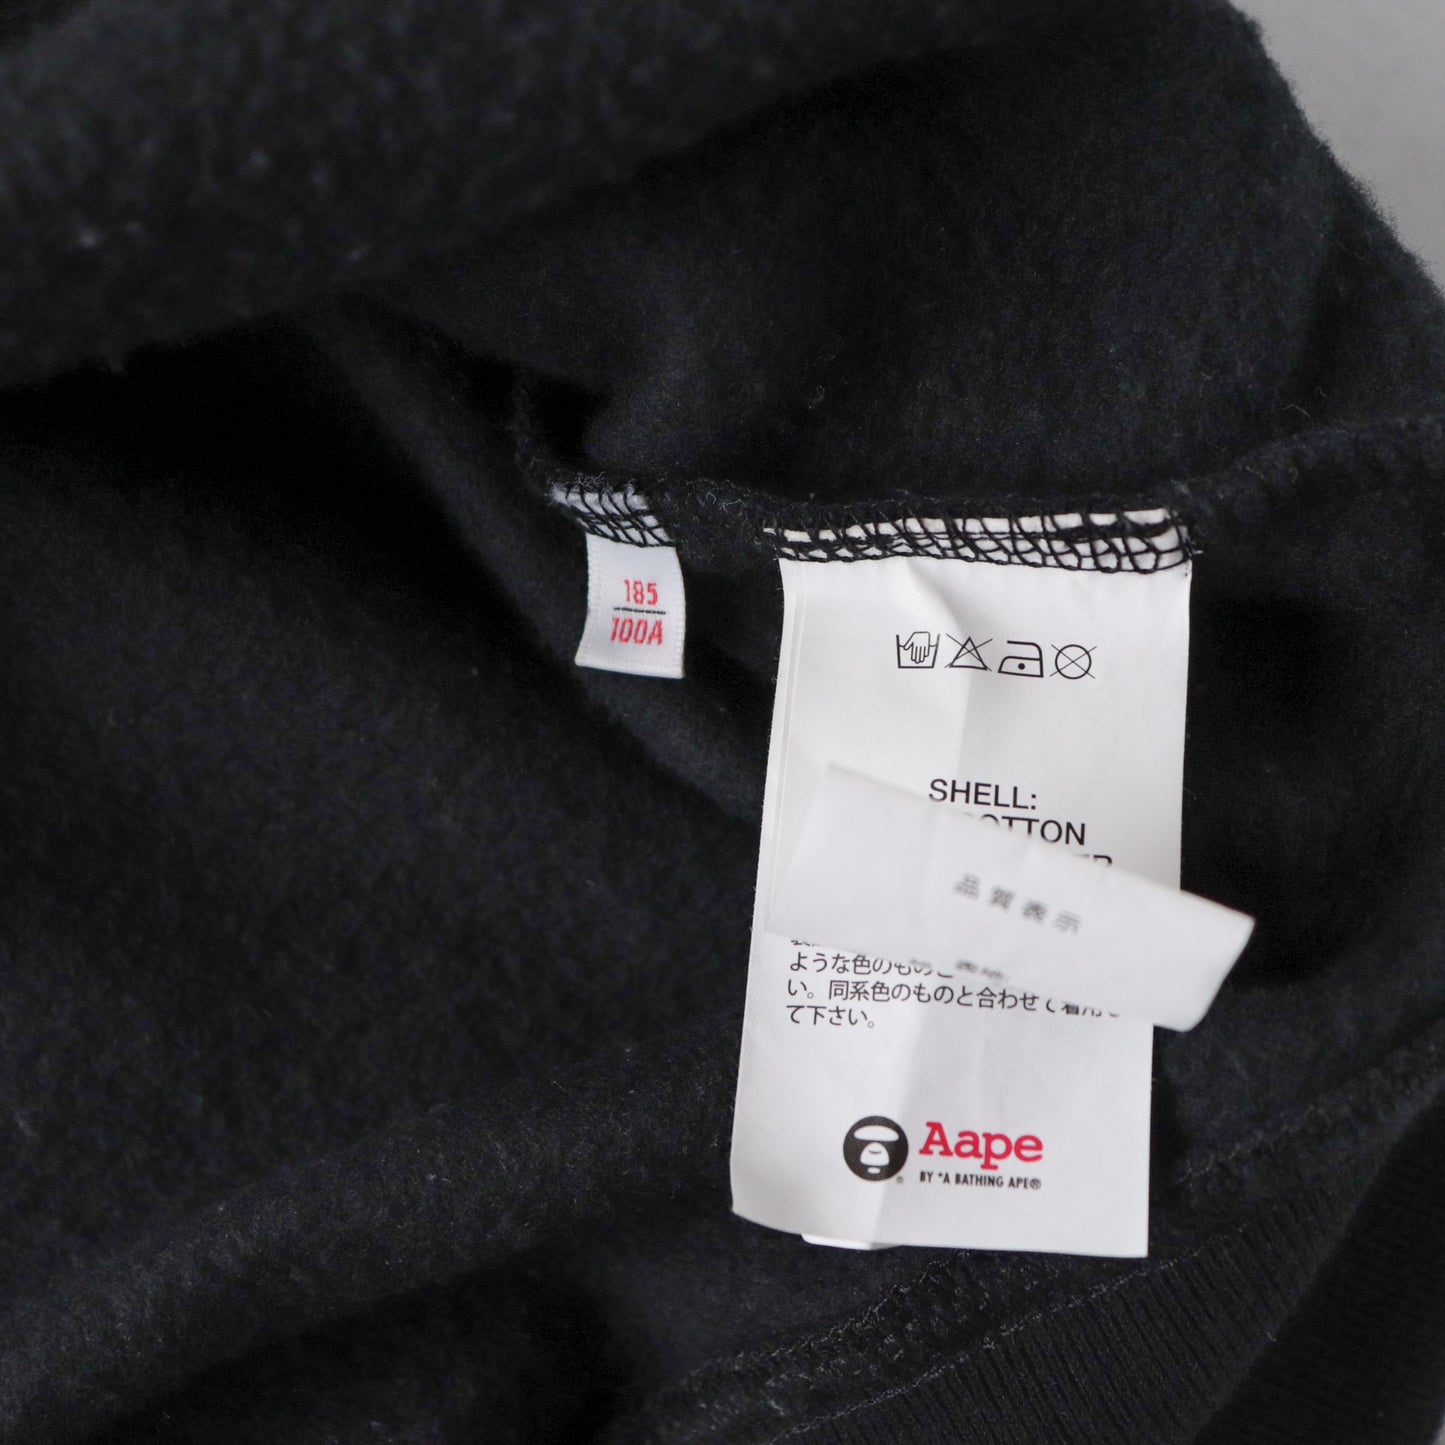 185
100A
SHELL:
COTTON
品質表示
ような色のものと
い。同系色のものと合わせて着用
て下さい。
Aape
BY *A BATHING APE®